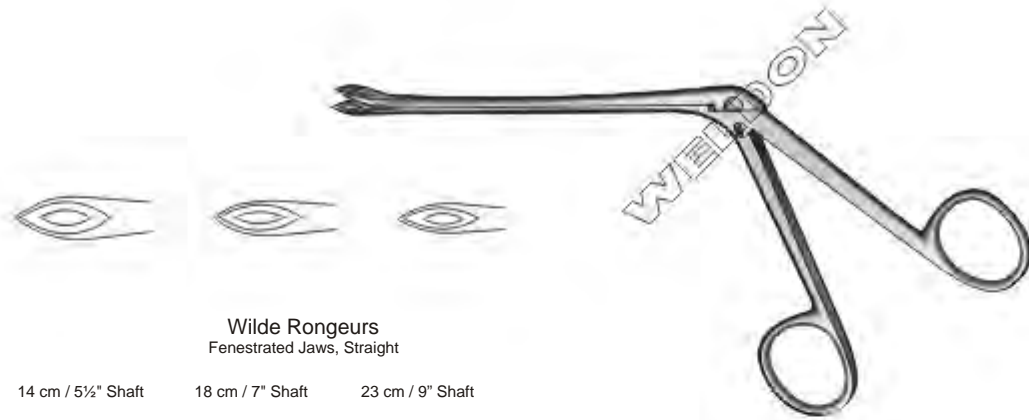 WELDON
Wilde Rongeurs
Fenestrated Jaws, Straight
14 cm / 5½" Shaft 18 cm / 7" Shaft 23 cm / 9” Shaft